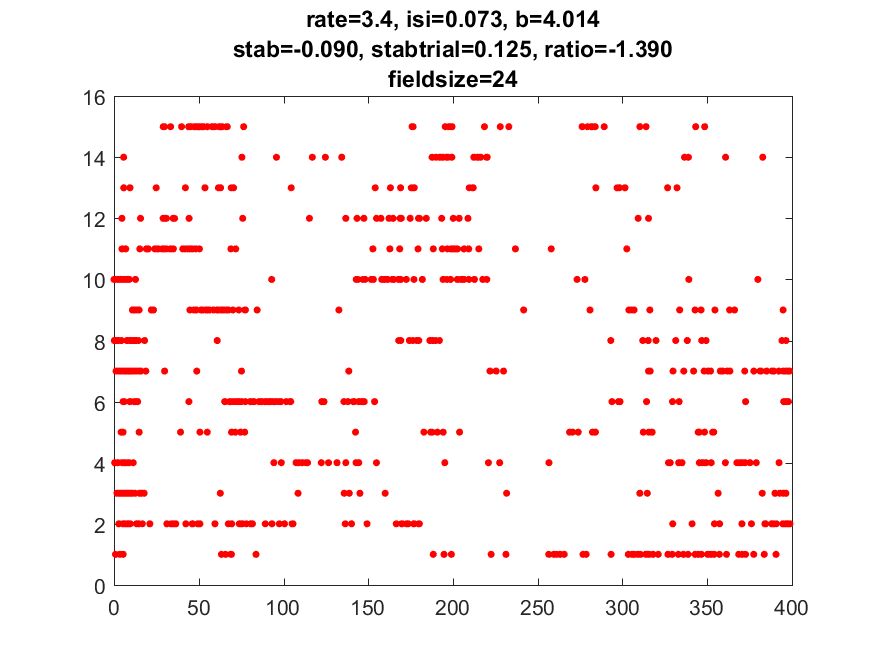 rate=3.4, isi=0.073, b=4.014
stab=-0.090, stabtrial=0.125, ratio=-1.390
fieldsize=24
16
14
12
10
8
6
4
2
0
0 50 100 150 200 250 300 350 400